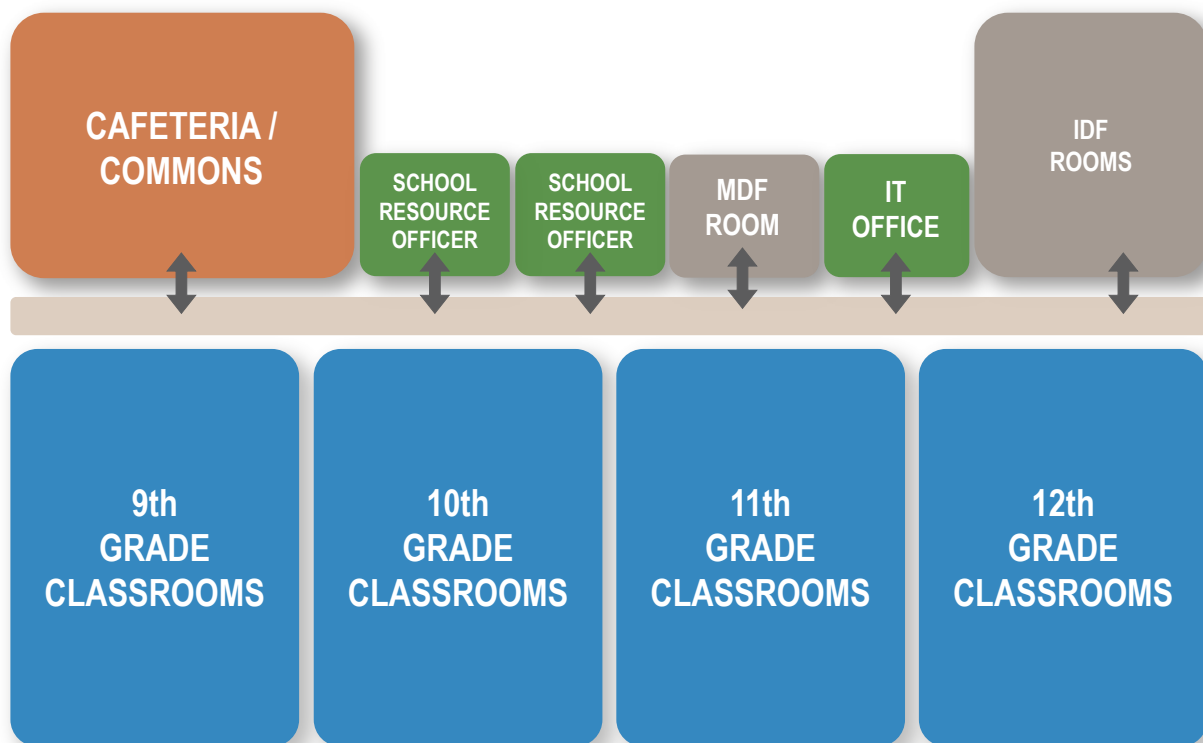 CAFETERIA /
COMMONS
SCHOOL
RESOURCE
OFFICER
SCHOOL
RESOURCE
OFFICER
MDF
ROOM
IT
OFFICE
IDF
ROOMS
9th
GRADE
CLASSROOMS
10th
GRADE
CLASSROOMS
11th
GRADE
CLASSROOMS
12th
GRADE
CLASSROOMS